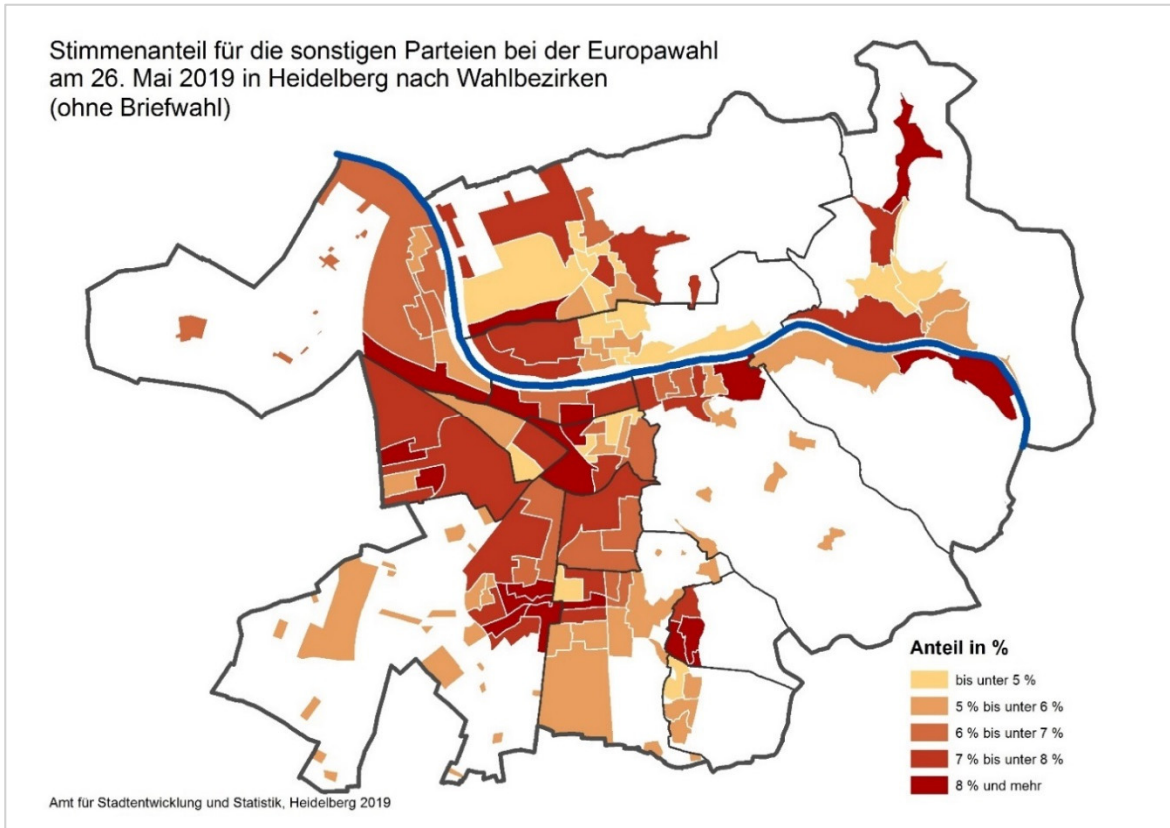 Stimmenanteil für die sonstigen Parteien bei der Europawahl
am 26. Mai 2019 in Heidelberg nach Wahlbezirken
(ohne Briefwahl)
Anteil in %
bis unter 5 %
5 % bis unter 6 %
6 % bis unter 7 %
7 % bis unter 8 %
8 % und mehr
Amt für Stadtentwicklung und Statistik, Heidelberg 2019